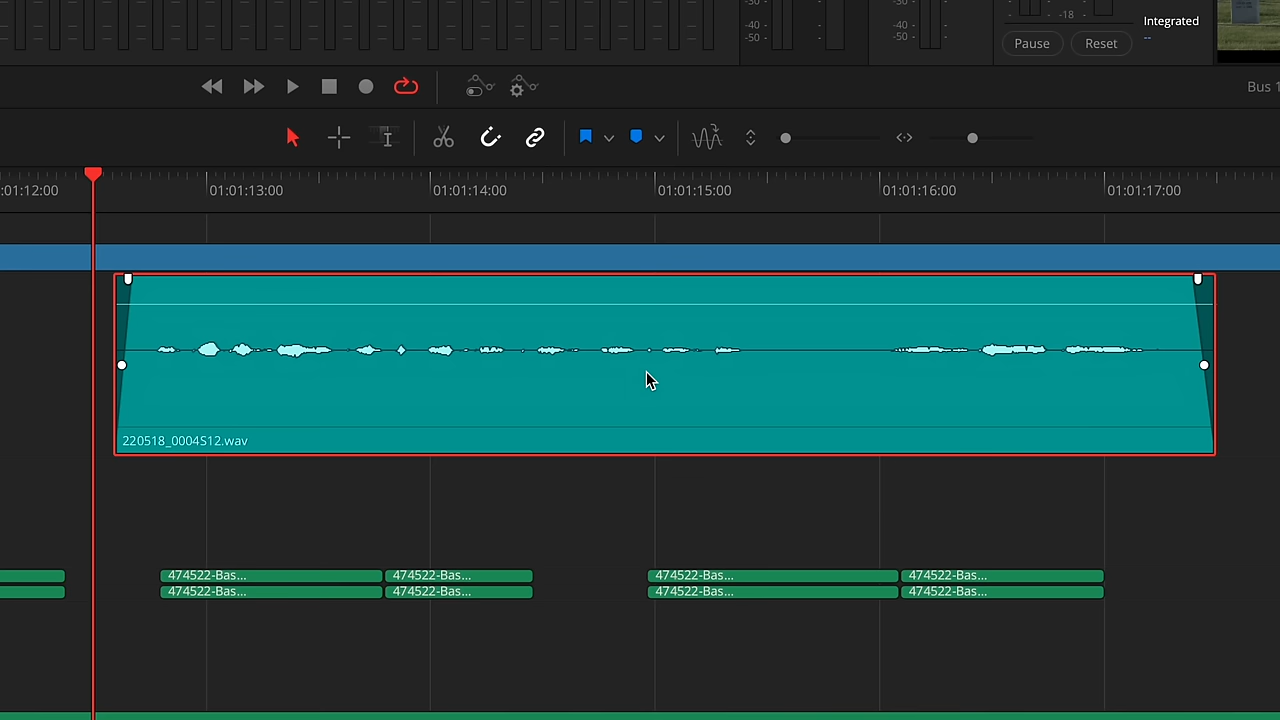 -30 -
-40 -
-50 -
-30 -
-40 -
-50 -
-18 -
Integrated
--
Pause
Reset
Bus 1
:01:12:00
01:01:13:00
01:01:14:00
01:01:15:00
01:01:16:00
01:01:17:00
220518_0004S12.wav
474522-Bas...
474522-Bas...
474522-Bas...
474522-Bas...
474522-Bas...
474522-Bas...
474522-Bas...
474522-Bas...